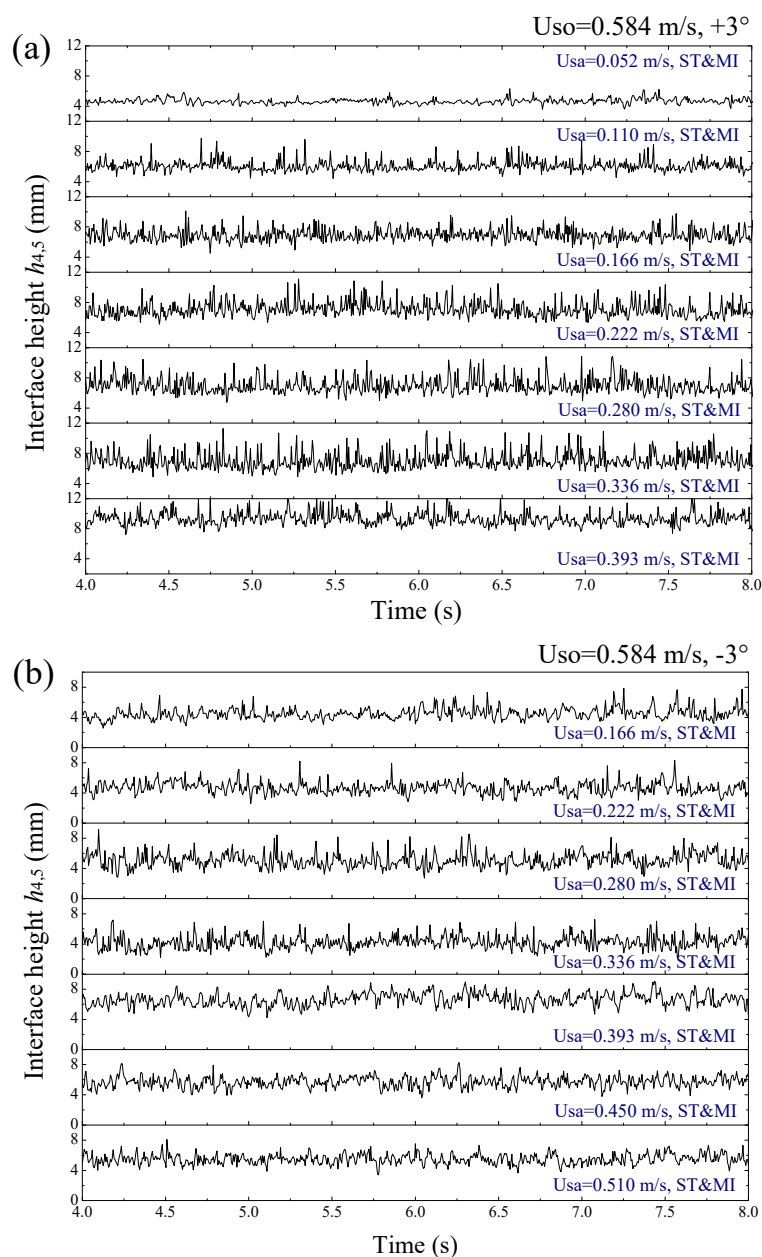 Uso=0.584 m/s, +3°
(a)
12
8
4
Usa=0.052 m/s, ST&MI
12
8
4
Usa=0.110 m/s, ST&MI
12
8
4
Usa=0.166 m/s, ST&MI
12
8
4
Usa=0.222 m/s, ST&MI
12
8
4
Usa=0.280 m/s, ST&MI
12
8
4
Usa=0.336 m/s, ST&MI
12
8
4
Usa=0.393 m/s, ST&MI
Interface height h4,5 (mm)
4.0 4.5 5.0 5.5 6.0 6.5 7.0 7.5 8.0
Time (s)
Uso=0.584 m/s, -3°
(b)
8
4
0
Usa=0.166 m/s, ST&MI
8
4
0
Usa=0.222 m/s, ST&MI
8
4
0
Usa=0.280 m/s, ST&MI
8
4
0
Usa=0.336 m/s, ST&MI
8
4
0
Usa=0.393 m/s, ST&MI
8
4
0
Usa=0.450 m/s, ST&MI
8
4
0
Usa=0.510 m/s, ST&MI
Interface height h4,5 (mm)
4.0 4.5 5.0 5.5 6.0 6.5 7.0 7.5 8.0
Time (s)